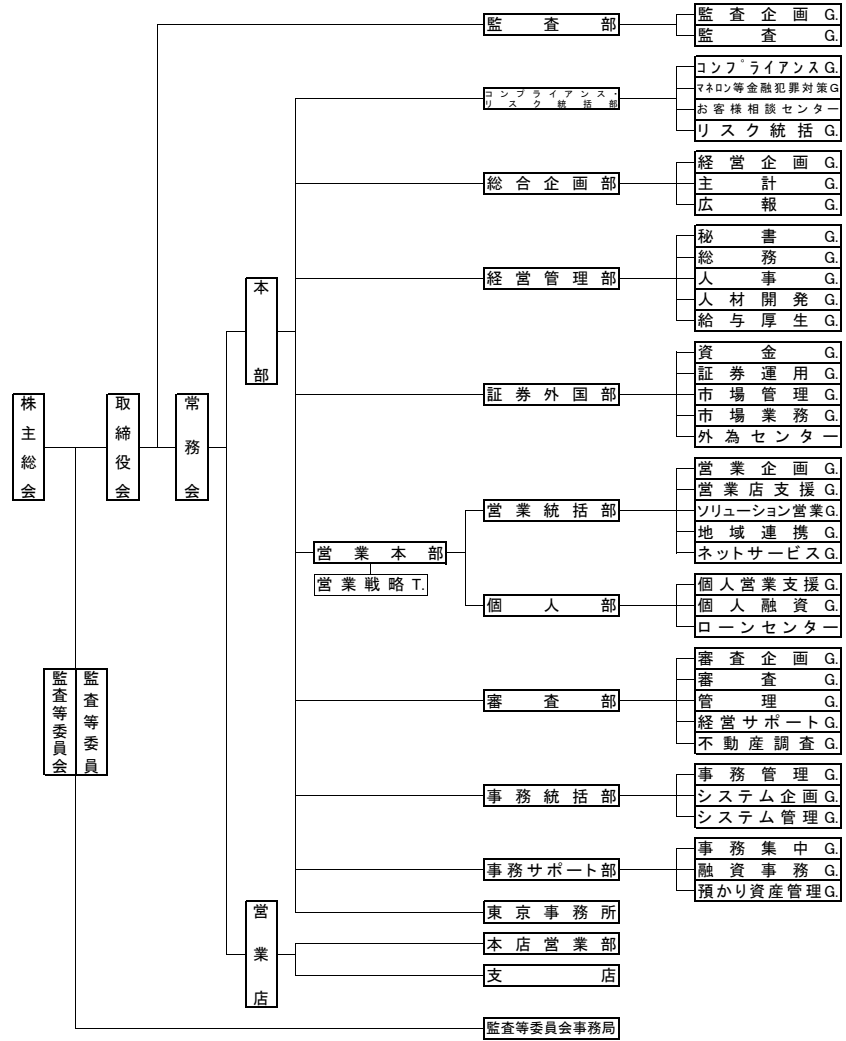 監査部
監査企画G.
監査G.
コンプライアンス・
リスク統括部
コンプライアンスG.
マネロン等金融犯罪対策G
お客様相談センター
リスク統括G.
総合企画部
経営企画G.
主計G.
広報G.
経営管理部
秘書G.
総務G.
人事G.
人材開発G.
給与厚生G.
本部
株主総会
取締役会
常務会
証券外国部
資金G.
証券運用G.
市場管理G.
市場業務G.
外為センター
営業本部
営業戦略T.
営業統括部
営業企画G.
営業店支援G.
ソリューション営業G.
地域連携G.
ネットサービスG.
個人部
個人営業支援G.
個人融資G.
ローンセンター
監査等委員会
監査等委員
審査部
審査企画G.
審査G.
管理G.
経営サポートG.
不動産調査G.
事務統括部
事務管理G.
システム企画G.
システム管理G.
事務サポート部
事務集中G.
融資事務G.
預かり資産管理G.
東京事務所
営業店
本店営業部
支店
監査等委員会事務局